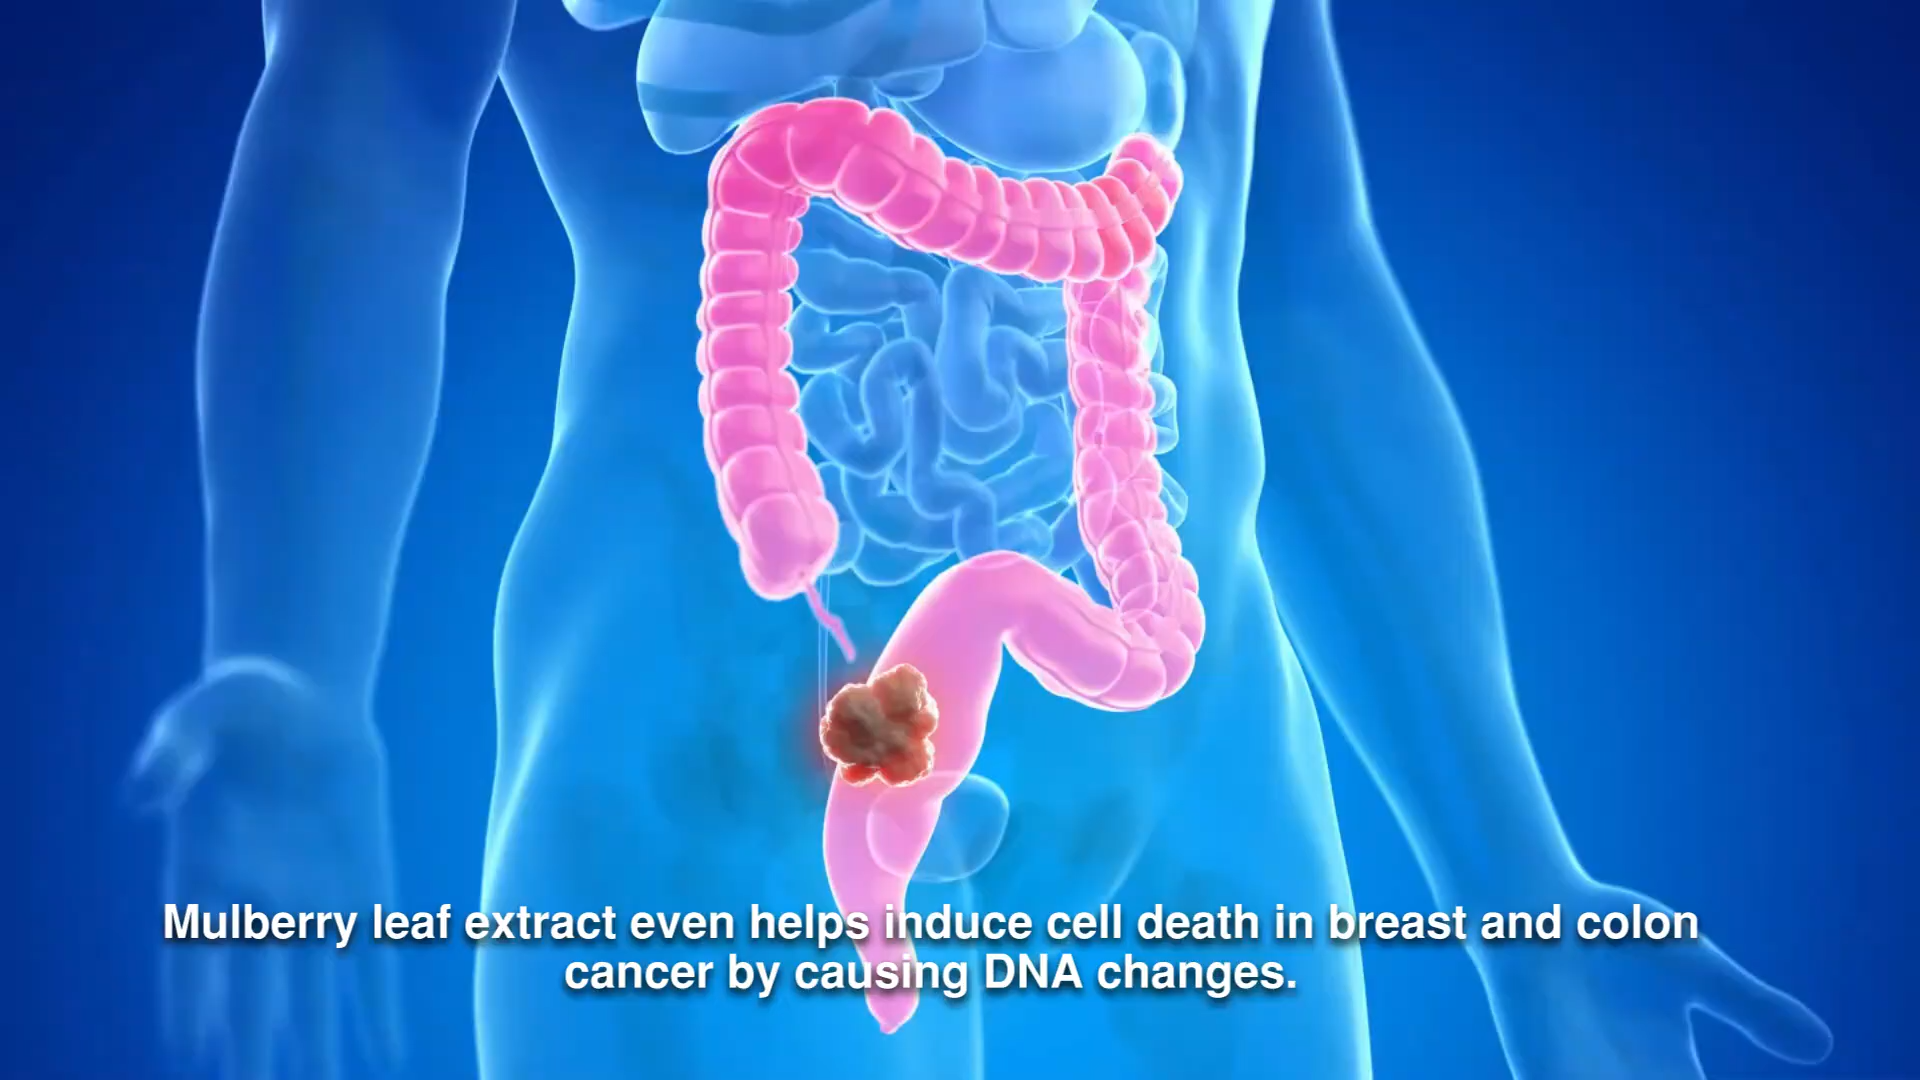 Mulberry leaf extract even helps induce cell death in breast and colon
cancer by causing DNA changes.